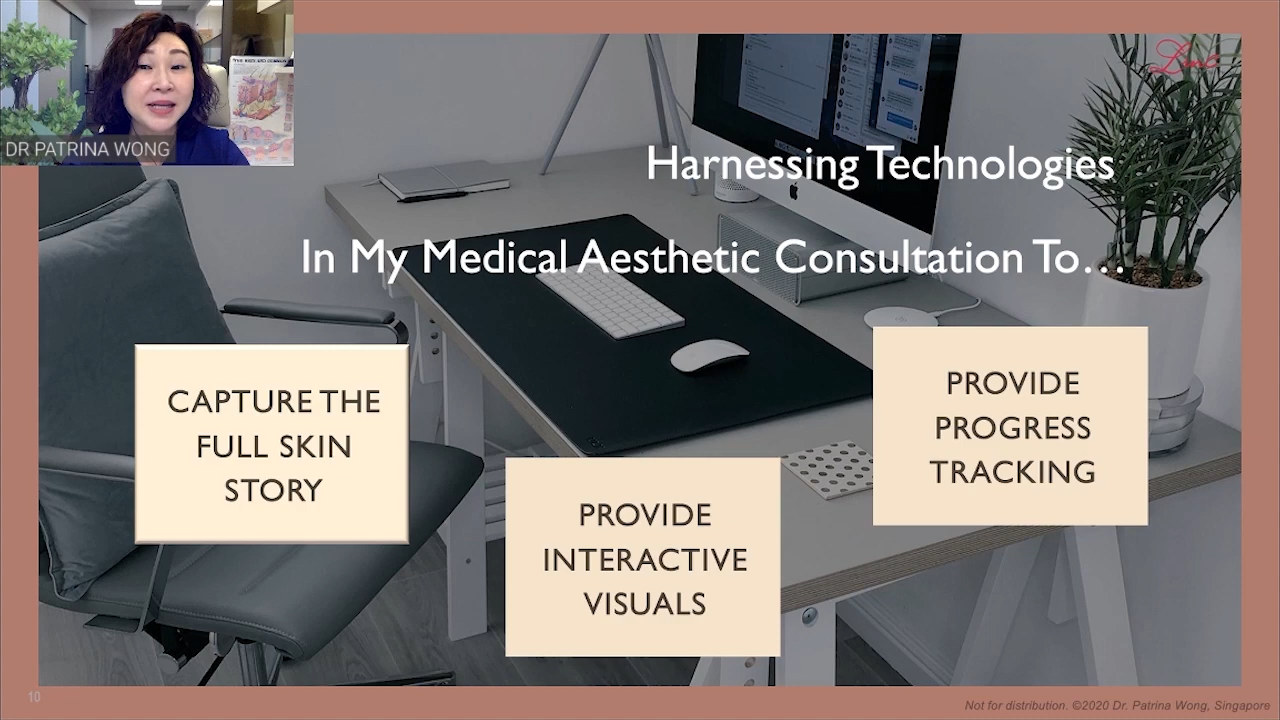 DR PATRINA WONG
Harnessing Technologies
In My Medical Aesthetic Consultation To…
CAPTURE THE
FULL SKIN
STORY
PROVIDE
INTERACTIVE
VISUALS
PROVIDE
PROGRESS
TRACKING
10
Not for distribution. ©2020 Dr. Patrina Wong, Singapore